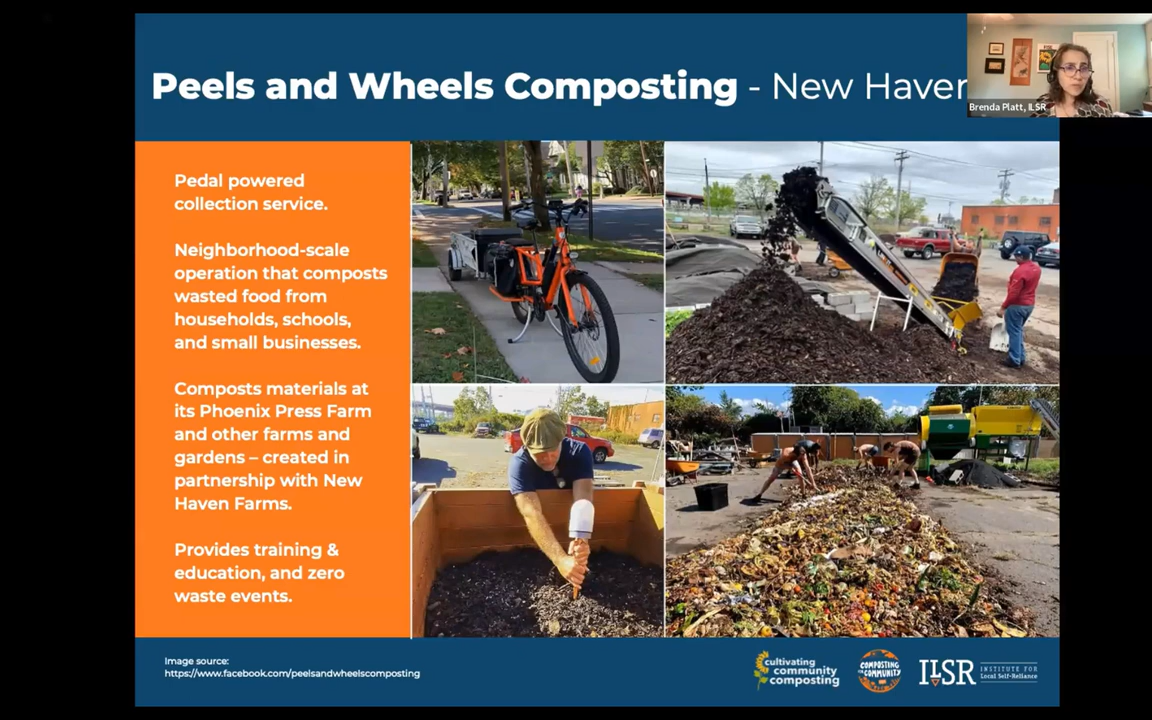 Peels and Wheels Composting - New Haven
Brenda Platt, ILSR
Pedal powered
collection service.
Neighborhood-scale
operation that composts
wasted food from
households, schools,
and small businesses.
Composts materials at
its Phoenix Press Farm
and other farms and
gardens – created in
partnership with New
Haven Farms.
Provides training &
education, and zero
waste events.
Image source:
https://www.facebook.com/peelsandwheelscomposting
cultivating
community
composting
COMPOSTING
COMMUNITY
ILSR
INSTITUTE FOR
Local Self-Reliance